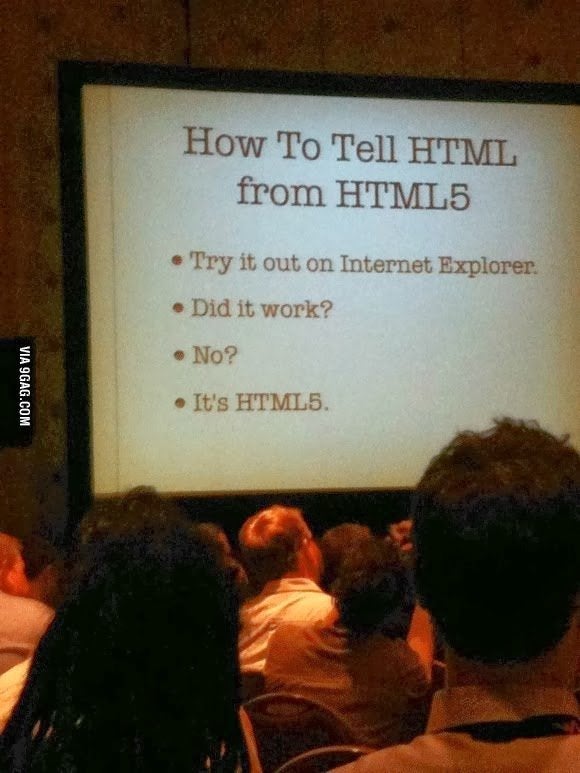 How To Tell HTML
from HTML5
• Try it out on Internet Explorer.
• Did it work?
• No?
• It's HTML5.
VIA 9GAG.COM